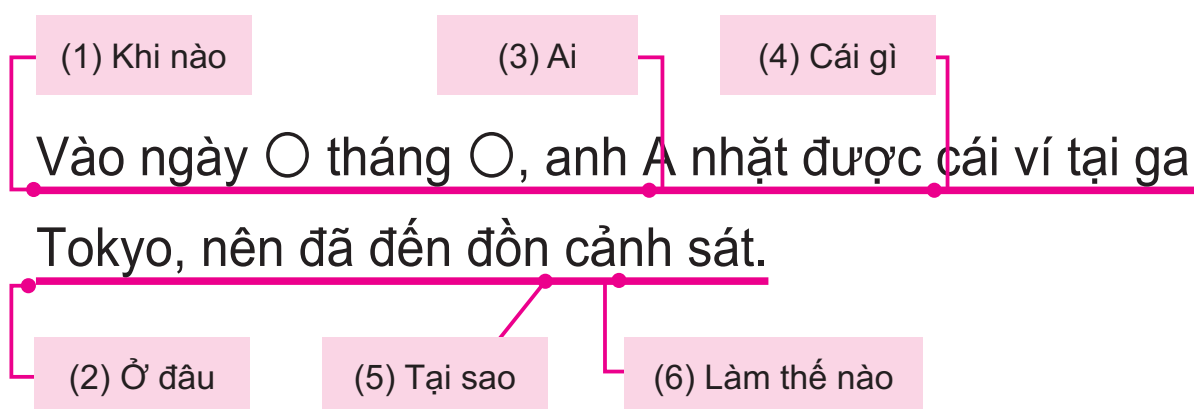 (1) Khi nào
(3) Ai
(4) Cái gì
Vào ngày ○ tháng ○, anh A nhặt được cái ví tại ga
Tokyo, nên đã đến đồn cảnh sát.
(2) Ở đâu
(5) Tại sao
(6) Làm thế nào